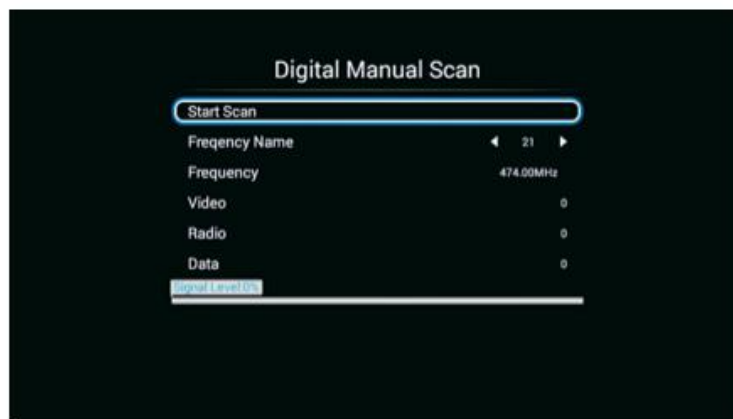 Digital Manual Scan
Start Scan
Freqency Name 21
Frequency 474.00MHz
Video 0
Radio 0
Data 0
Signal Level 0%